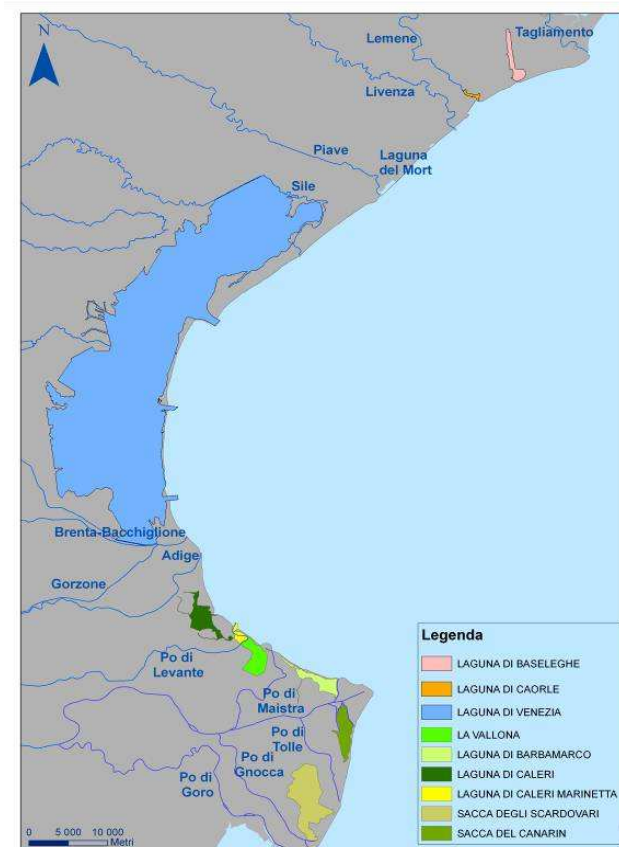 N
Tagliamento
Lemene
Livenza
Piave
Laguna
del Mort
Sile
Brenta-Bacchiglione
Adige
Gorzone
Po di
Levante
Po di
Maistra
Po di
Tolle
Po di
Gnocca
Po di
Goro
0 5 000 10 000
Metri
Legenda
LAGUNA DI BASELEGHE
LAGUNA DI CAORLE
LAGUNA DI VENEZIA
LA VALLONA
LAGUNA DI BARBAMARCO
LAGUNA DI CALERI
LAGUNA DI CALERI MARINETTA
SACCA DEGLI SCARDOVARI
SACCA DEL CANARIN